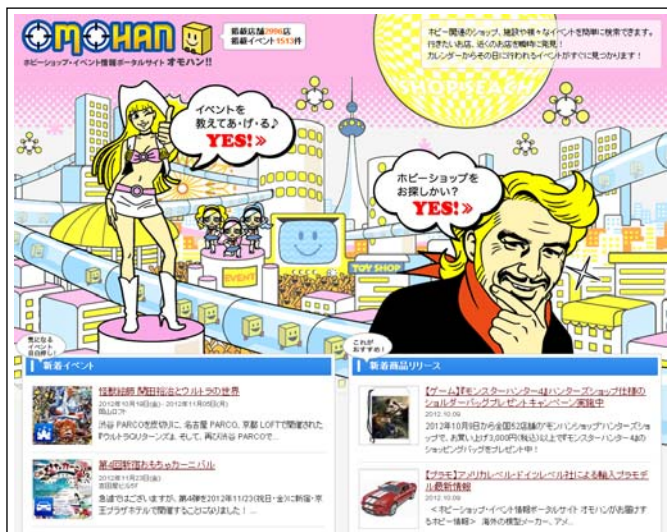 OMOHAN
ホビーショップ・イベント情報ポータルサイト オモハン!!
掲載店舗2996店
掲載イベント1513件
ホビー関連のショップ、施設や様々なイベントを簡単に検索できます。
行きたいお店、近くのお店を瞬時に発見!
カレンダーからその日に行われるイベントがすぐに見つかります!
SHOP SEACH
イベントを
教えてあ・げ・る♪
YES! »
ホビーショップを
お探しかい?
YES! »
EVENT
TOY SHOP
気になる
イベント
目白押し!
新着イベント
怪獣絵師 開田裕治とウルトラの世界
2012年10月19日(金)- 2012年11月05日(月)
岡山ロフト
渋谷 PARCOを皮切りに、名古屋 PARCO、京都 LOFTで開催された
『ウルトラQリターンズ』。そして、再び渋谷 PARCOで...
第4回新宿おもちゃカーニバル
2012年11月23日(金)
吉田屋ビル5F
急遽ではございますが、第4弾を2012年11/23(祝日・金)に新宿・京
王プラザホテルで開催することになりました! ...
これが
おすすめ!
新着商品リリース
【ゲーム】『モンスターハンター4』ハンターズショップ仕様の
ショルダーバッグプレゼントキャンペーン実施中
2012.10.09
2012年10月9日から全国52店舗の"モンハンショップ"ハンターズショ
ップで、お買い上げ3,000円(税込)以上で『モンスターハンター4』の
ショッピングバッグをプレゼント中!
【プラモ】アメリカレベル・ドイツレベル社による輸入プラモデ
ル最新情報
2012.10.09
<ホビーショップ・イベント情報ポータルサイト オモハンがお届けす
るホビー情報> 海外の模型メーカー、アメ...